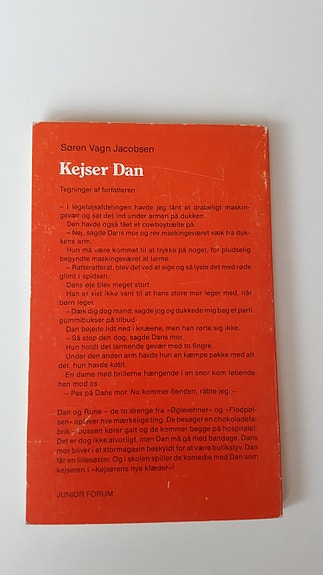 Søren Vagn Jacobsen
Kejser Dan
Tegninger af forfatteren
– I legetøjsafdelingen havde jeg lånt et drabeligt maskin-
gevær og sat det ind under armen på dukken.
Den havde også fået et cowboybælte på.
– Nej, sagde Dans mor og rev maskingeværet væk fra duk-
kens arm.
Hun må være kommet til at trykke på noget, for pludselig
begyndte maskingeværet at larme.
– Ratteratterat, blev det ved at sige og så lyste det med røde
glimt i spidsen.
Dans øje blev meget stort.
Han er vist ikke vant til at hans store mor leger med, når
børn leger.
– Dæk dig dog mand, sagde jeg og dukkede mig bag et parti
gummibukser på tilbud.
Dan bøjede lidt ned i knæene, men han rørte sig ikke.
– Så stop den dog, sagde Dans mor.
Hun holdt det larmende gevær med to fingre.
Under den anden arm havde hun en kæmpe pakke med alt
det, hun havde købt.
En dame med brillerne hængende i en snor kom løbende
hen mod os.
– Pas på Dans mor. Nu kommer fjenden, råbte jeg. –
Dan og Rune – de to drenge fra »Øglevenner« og »Flodpøl-
sen« oplever nye mærkelige ting. De besøger en chokoladefa-
brik – bussen kører galt og de kommer begge på hospitalet.
Det er dog ikke alvorligt, men Dan må gå med bandage. Dans
mor bliver i et stormagasin beskyldt for at være butikstyv. Dan
får en lillesøster. Og i skolen spiller de komedie med Dan som
kejseren i »Kejserens nye klæder«!
JUNIOR FORUM